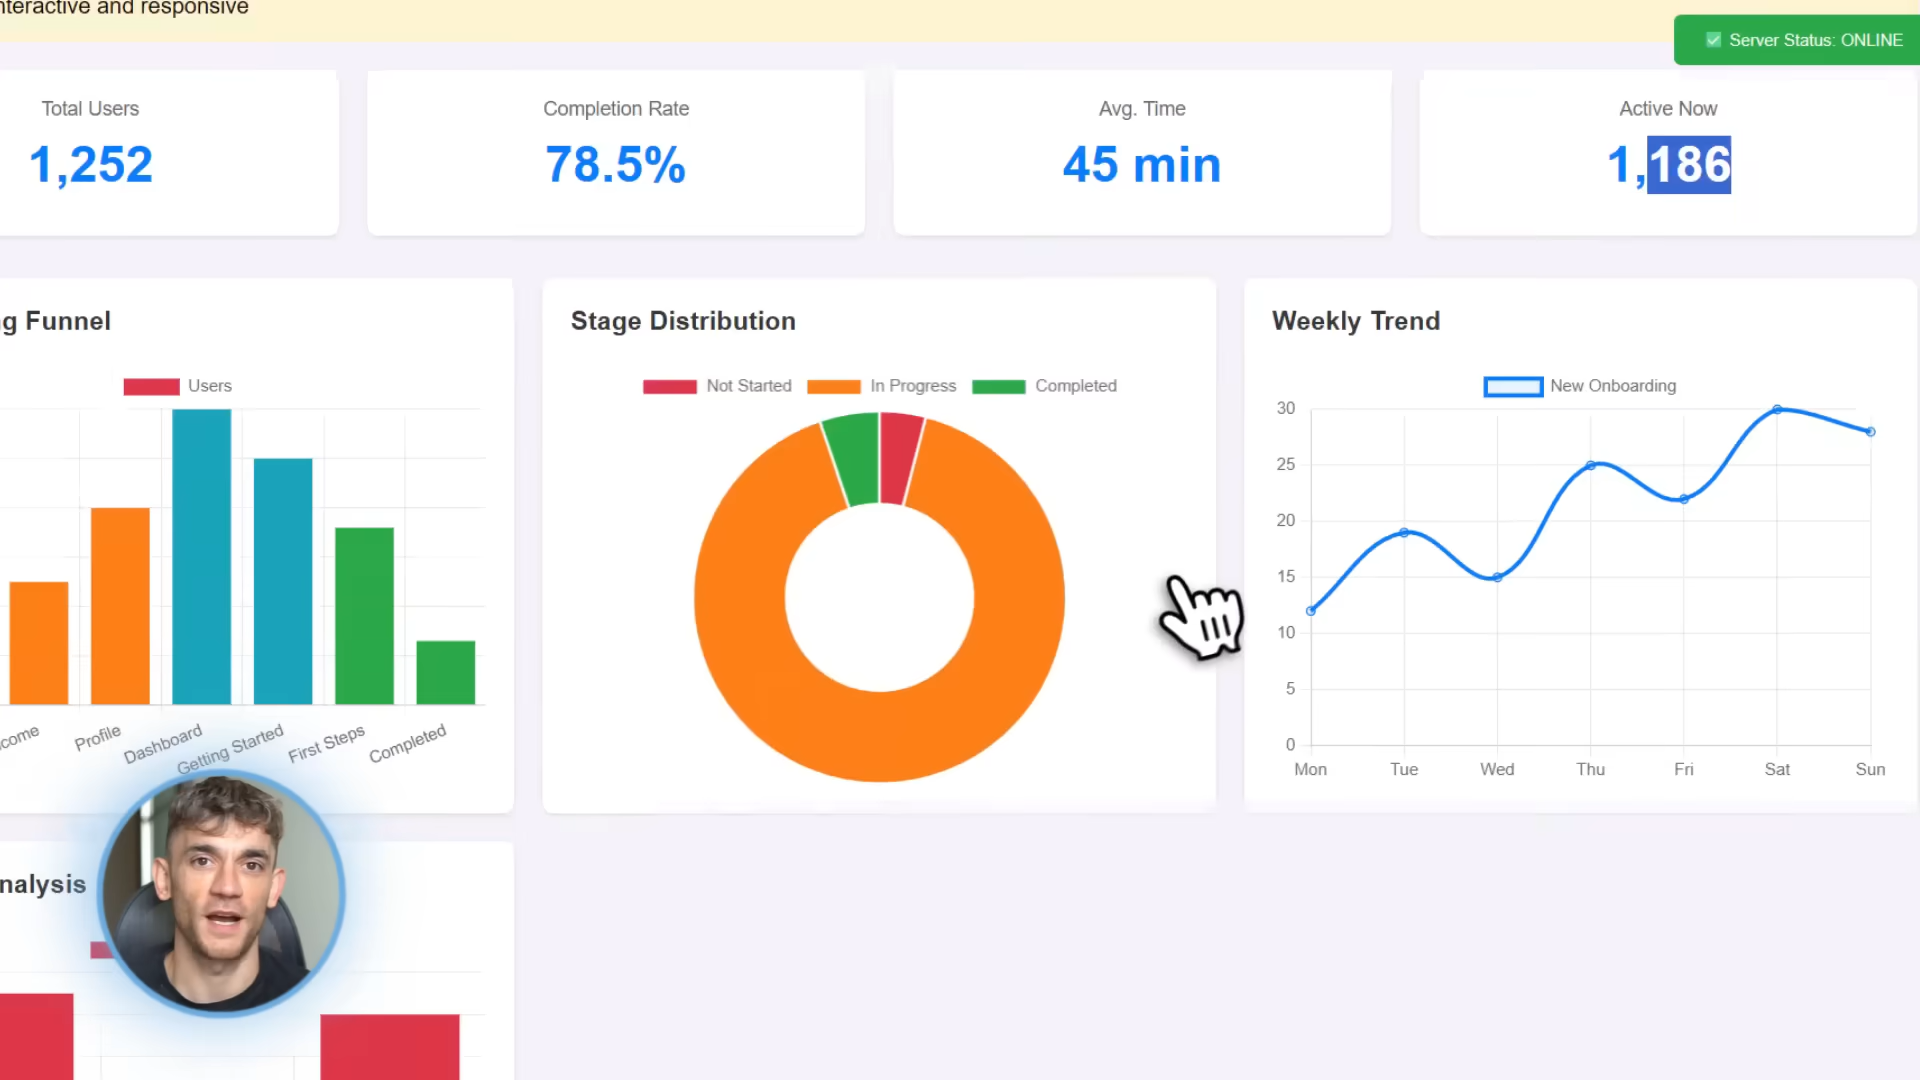 nteractive and responsive
Server Status: ONLINE
Total Users
1,252
Completion Rate
78.5%
Avg. Time
45 min
Active Now
1,186
g Funnel
Users
come
Profile
Dashboard
Getting Started
First Steps
Completed
Stage Distribution
Not Started
In Progress
Completed
Weekly Trend
New Onboarding
30
25
20
15
10
5
0
Mon
Tue
Wed
Thu
Fri
Sat
Sun
nalysis